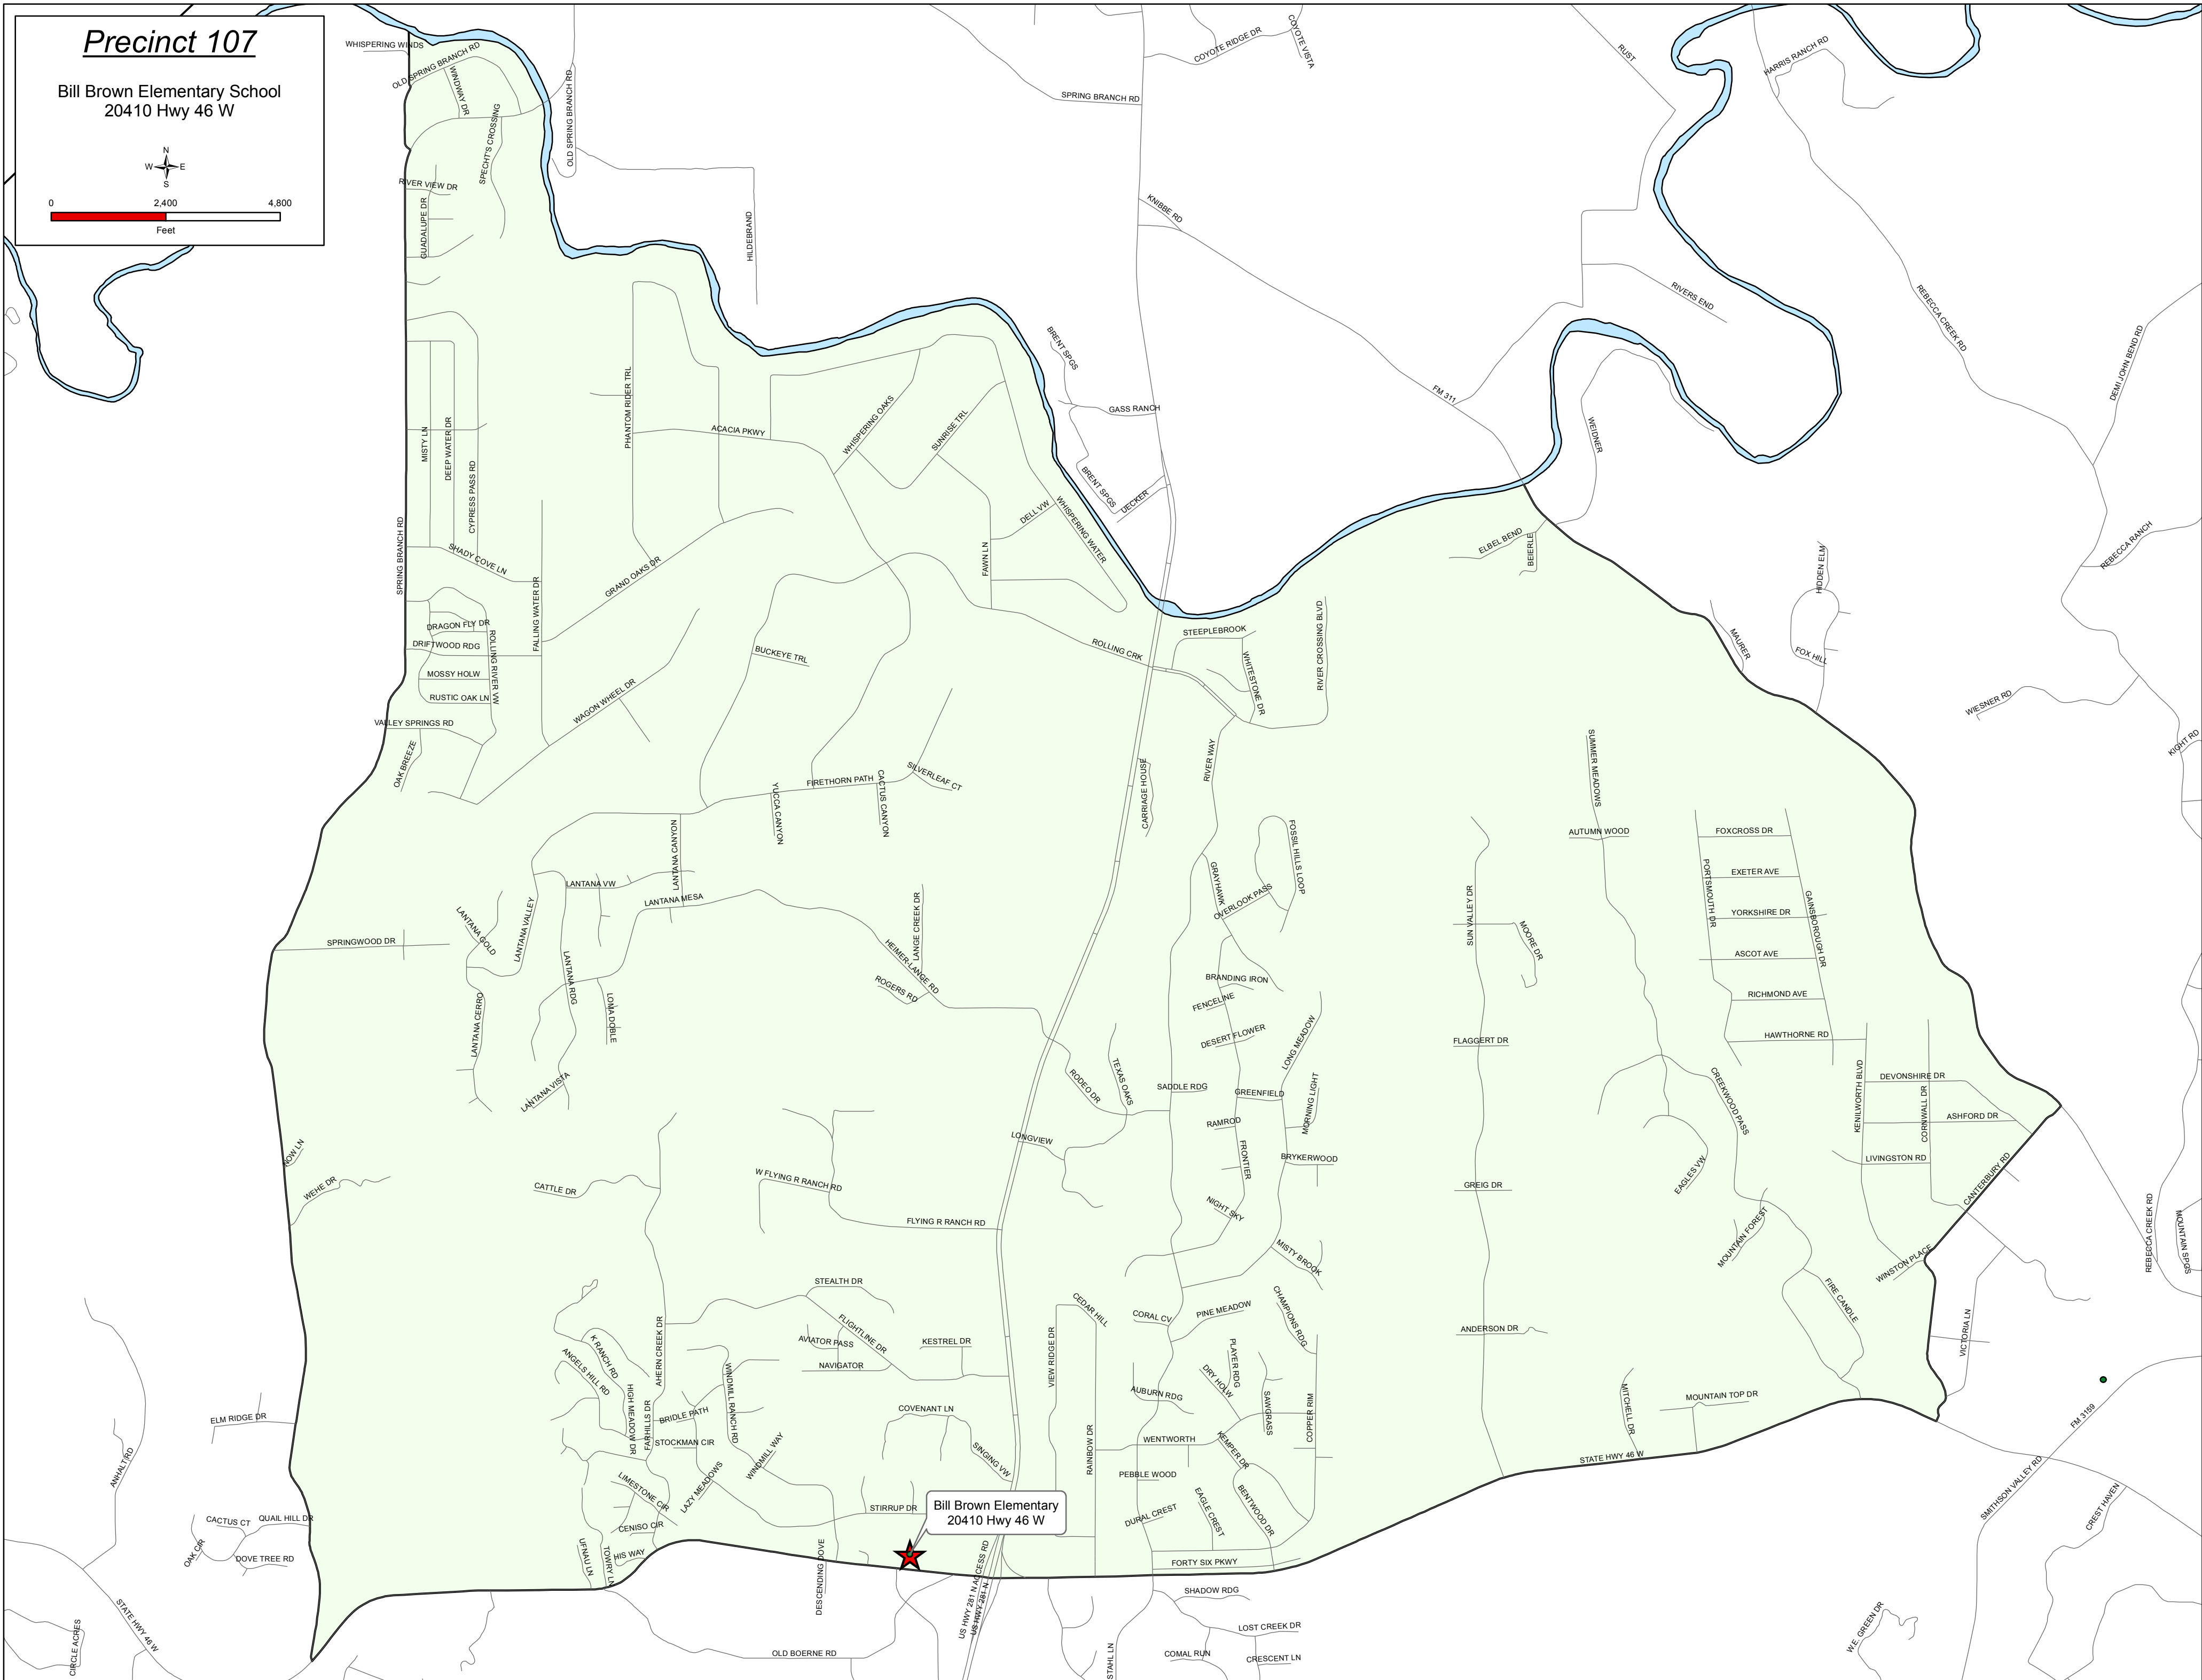 Precinct 107
Bill Brown Elementary School
20410 Hwy 46 W
N
W E
S
0 2,400 4,800
Feet
WHISPERING WINDS
OLD SPRING BRANCH RD
WINDWAY DR
SPECHT'S CROSSING
OLD SPRING BRANCH RD
RIVER VIEW DR
GUADALUPE DR
HILDEBRAND
COYOTE RIDGE DR
COYOTE VISTA
SPRING BRANCH RD
KNIBBE RD
RUST
HARRIS RANCH RD
RIVERS END
REBECCA CREEK RD
DEMI JOHN BEND RD
BRENT SPGS
GASS RANCH
FM 311
WEIDNER
BRENT SPGS
UECKER
MISTY LN
DEEP WATER DR
CYPRESS PASS RD
PHANTOM RIDER TRL
ACACIA PKWY
WHISPERING OAKS
SUNRISE TRL
DELL VW
WHISPERING WATER
FAWN LN
SPRING BRANCH RD
SHADY COVE LN
FALLING WATER DR
GRAND OAKS DR
ELBEL BEND
BEIERLE
HIDDEN ELM
REBECCA RANCH
DRAGON FLY DR
DRIFTWOOD RDG
ROLLING RIVER VW
MOSSY HOLW
RUSTIC OAK LN
VALLEY SPRINGS RD
OAK BREEZE
WAGON WHEEL DR
BUCKEYE TRL
ROLLING CRK
STEEPLEBROOK
WHITESTONE DR
RIVER CROSSING BLVD
MAURER
FOX HILL
WIESNER RD
KIGHT RD
RIVER WAY
CARRIAGE HOUSE
SUMMER MEADOWS
FIRETHORN PATH
YUCCA CANYON
CACTUS CANYON
SILVERLEAF CT
LANTANA CANYON
LANTANA VW
LANTANA MESA
LANTANA GOLD
LANTANA VALLEY
LANTANA RDG
LOMA DOBLE
LANTANA CERRO
LANTANA VISTA
SPRINGWOOD DR
LANGE CREEK DR
HEIMER-LANGE RD
ROGERS RD
FOSSIL HILLS LOOP
GRAYHAWK
OVERLOOK PASS
BRANDING IRON
FENCELINE
DESERT FLOWER
LONG MEADOW
SUN VALLEY DR
MOORE DR
AUTUMN WOOD
FOXCROSS DR
PORTSMOUTH DR
EXETER AVE
YORKSHIRE DR
GAINSBOROUGH DR
ASCOT AVE
RICHMOND AVE
HAWTHORNE RD
FLAGGERT DR
TEXAS OAKS
RODEO DR
SADDLE RDG
GREENFIELD
MORNING LIGHT
RAMROD
FRONTIER
BRYKERWOOD
NIGHT SKY
MISTY BROOK
LONGVIEW
CREEKWOOD PASS
KENILWORTH BLVD
DEVONSHIRE DR
CORNWALL DR
ASHFORD DR
LIVINGSTON RD
CANTERBURY RD
EAGLES VW
MOUNTAIN FOREST
WINSTON PLACE
FIRE CANDLE
REBECCA CREEK RD
MOUNTAIN SPGS
GREIG DR
ANDERSON DR
NOW LN
WEHE DR
CATTLE DR
W FLYING R RANCH RD
FLYING R RANCH RD
STEALTH DR
FLIGHTLINE DR
AVIATOR PASS
KESTREL DR
NAVIGATOR
AHERN CREEK DR
K RANCH RD
ANGELS HILL RD
HIGH MEADOW DR
FARHILLS DR
BRIDLE PATH
WINDMILL RANCH RD
STOCKMAN CIR
WINDMILL WAY
LAZY MEADOWS
LIMESTONE CIR
CENISO CIR
HIS WAY
UFNAU LN
TOWRY LN
COVENANT LN
SINGING VW
STIRRUP DR
DESCENDING DOVE
Bill Brown Elementary
20410 Hwy 46 W
VIEW RIDGE DR
CEDAR HILL
RAINBOW DR
CORAL CV
PINE MEADOW
CHAMPIONS RDG
PLAYER RDG
DRY HOLW
AUBURN RDG
SAWGRASS
COPPER RIM
WENTWORTH
KEMPER DR
PEBBLE WOOD
BENTWOOD DR
EAGLE CREST
DURAL CREST
FORTY SIX PKWY
MITCHELL DR
MOUNTAIN TOP DR
STATE HWY 46 W
VICTORIA LN
FM 3159
SMITHSON VALLEY RD
CREST HAVEN
W.E. GREEN DR
ELM RIDGE DR
ANHALT RD
CACTUS CT
QUAIL HILL DR
OAK CIR
DOVE TREE RD
STATE HWY 46 W
CIRCLE ACRES
OLD BOERNE RD
US HWY 281 N ACCESS RD
US HWY 281 N
STAHL LN
SHADOW RDG
LOST CREEK DR
COMAL RUN
CRESCENT LN